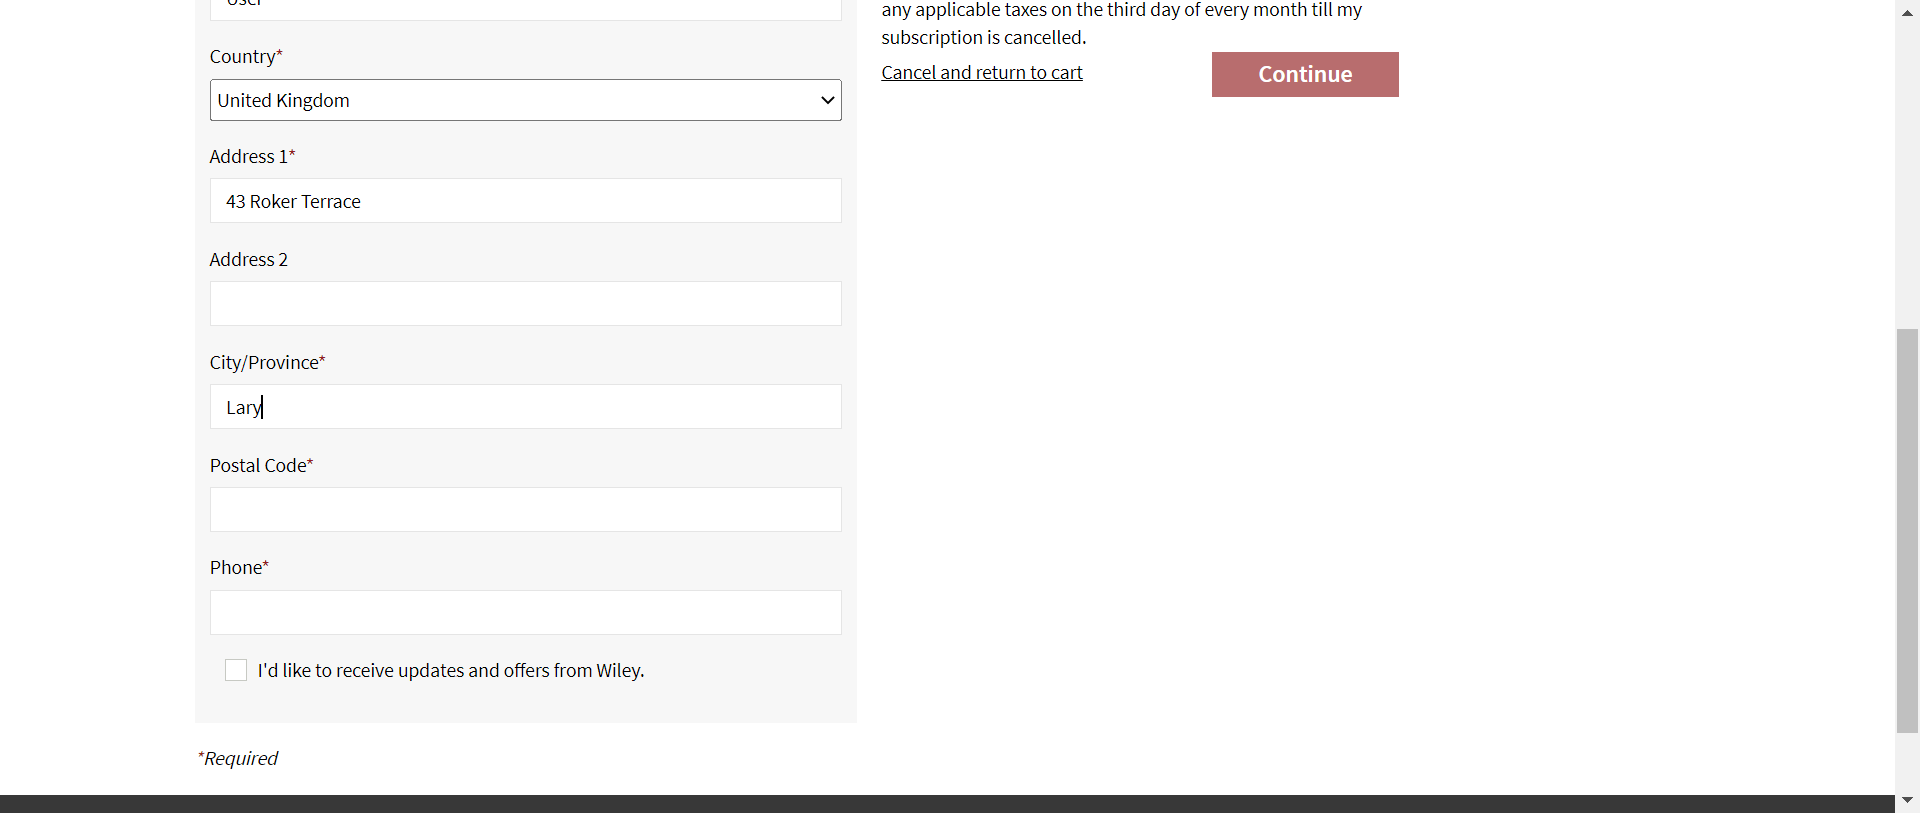 User
Country*
United Kingdom
Address 1*
43 Roker Terrace
Address 2
City/Province*
Lary
Postal Code*
Phone*
I'd like to receive updates and offers from Wiley.
*Required
any applicable taxes on the third day of every month till my
subscription is cancelled.
Cancel and return to cart
Continue